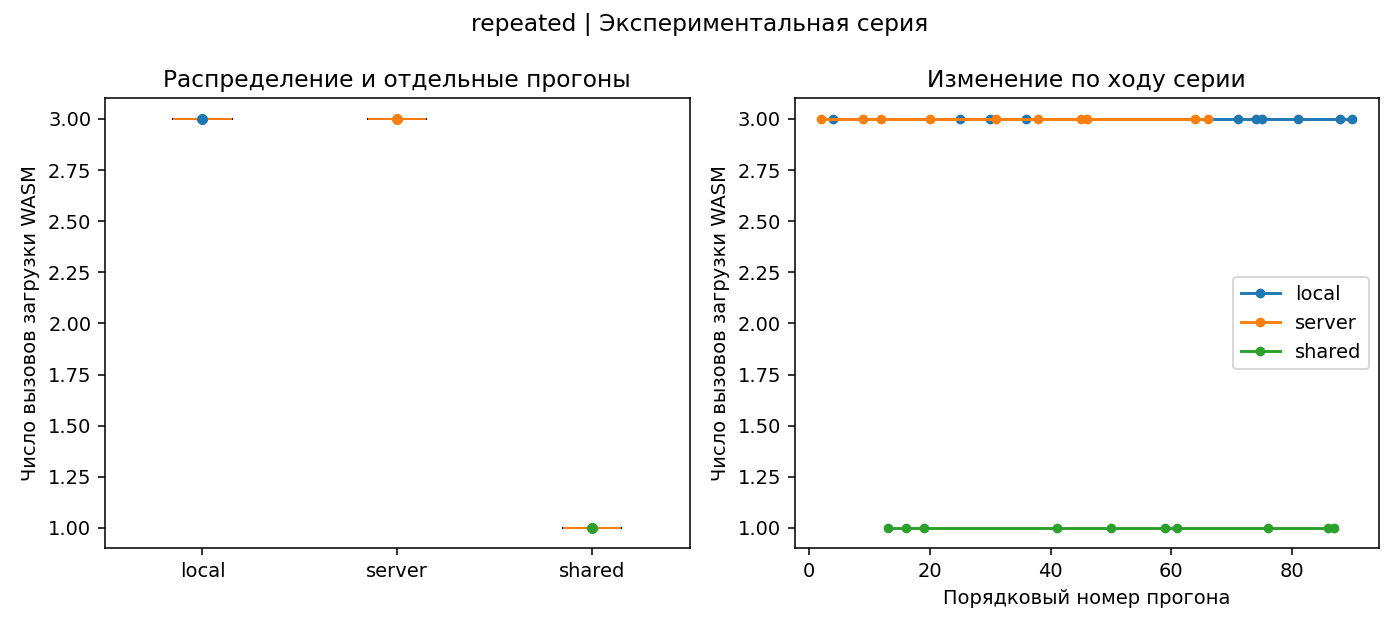 repeated | Экспериментальная серия
Распределение и отдельные прогоны
Число вызовов загрузки WASM
3.00
2.75
2.50
2.25
2.00
1.75
1.50
1.25
1.00
local
server
shared
Изменение по ходу серии
Число вызовов загрузки WASM
3.00
2.75
2.50
2.25
2.00
1.75
1.50
1.25
1.00
local
server
shared
0
20
40
60
80
Порядковый номер прогона